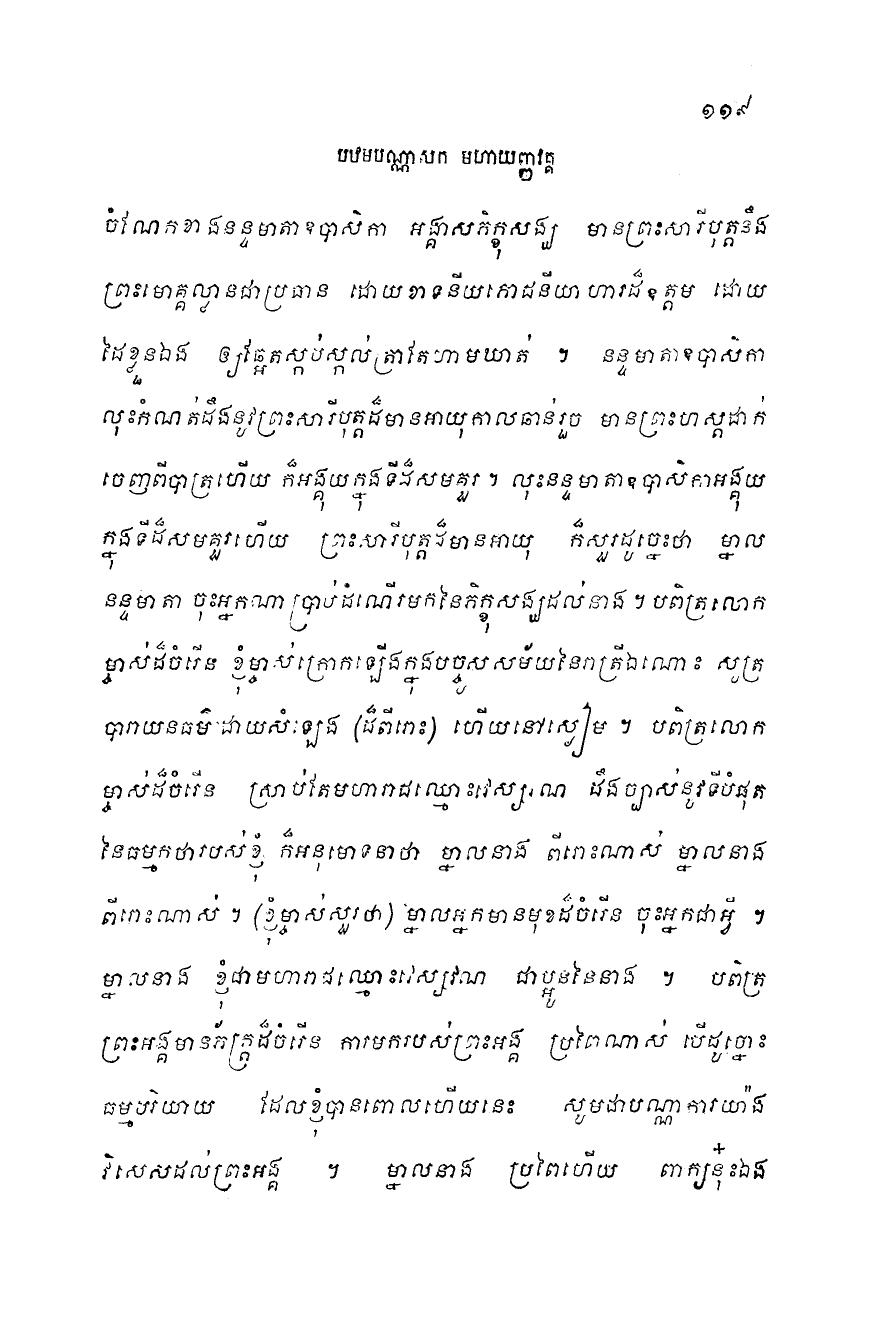 ១១៩
បឋមបណ្ណាសក មហាយញ្ញវគ្គ
ចំណែកខាងនន្ទមាតាឧបាសិកា អង្គាសភិក្ខុសង្ឃ មានព្រះសារីបុត្តនឹង
ព្រះមោគ្គល្លានជាប្រធាន ដោយខាទនីយភោជនីយាហារដ៏ឧត្តម ដោយ
ដៃខ្លួនឯង ឲ្យឆ្អែតស្កប់ស្កល់ត្រាតែហាមឃាត់ ។ នន្ទមាតាឧបាសិកា
លុះកំណត់ដឹងនូវព្រះសារីបុត្តដ៏មានអាយុកាលឆាន់រួច មានព្រះហស្តដាក់
ចេញពីបាត្រហើយ ក៏អង្គុយក្នុងទីដ៏សមគួរ ។ លុះនន្ទមាតាឧបាសិកាអង្គុយ
ក្នុងទីដ៏សមគួរហើយ ព្រះសារីបុត្តដ៏មានអាយុ ក៏សួរដូច្នេះថា ម្នាល
នន្ទមាតា ចុះអ្នកណាប្រាប់ដំណើរមកនៃភិក្ខុសង្ឃដល់នាង ។ បពិត្រលោក
ម្ចាស់ដ៏ចំរើន ខ្ញុំម្ចាស់ក្រោកឡើងក្នុងបច្ចូសសម័យនៃរាត្រីឯណោះ សូត្រ
បារាយនធម៌ ដោយសំឡេង (ដ៏ពីរោះ) ហើយនៅស្ងៀម ។ បពិត្រលោក
ម្ចាស់ដ៏ចំរើន ស្រាប់តែមហារាជឈ្មោះវេស្សវណ ដឹងច្បាស់នូវទីបំផុត
នៃធម្មកថារបស់ខ្ញុំ ក៏អនុមោទនាថា ម្នាលនាង ពីរោះណាស់ ម្នាលនាង
ពីរោះណាស់ ។ (ខ្ញុំម្ចាស់សួរថា) ម្នាលអ្នកមានមុខដ៏ចំរើន ចុះអ្នកជាអ្វី ។
ម្នាលនាង ខ្ញុំជាមហារាជឈ្មោះវេស្សវណ ជាប្អូននៃនាង ។ បពិត្រ
ព្រះអង្គមានភ័ក្ត្រដ៏ចំរើន ការមករបស់ព្រះអង្គ ប្រពៃណាស់ បើដូច្នោះ
ធម្មបរិយាយ ដែលខ្ញុំបានពោលហើយនេះ សូមជាបណ្ណាការយ៉ាង
វិសេសដល់ព្រះអង្គ ។ ម្នាលនាង ប្រពៃហើយ ពាក្យនុ៎ះឯង